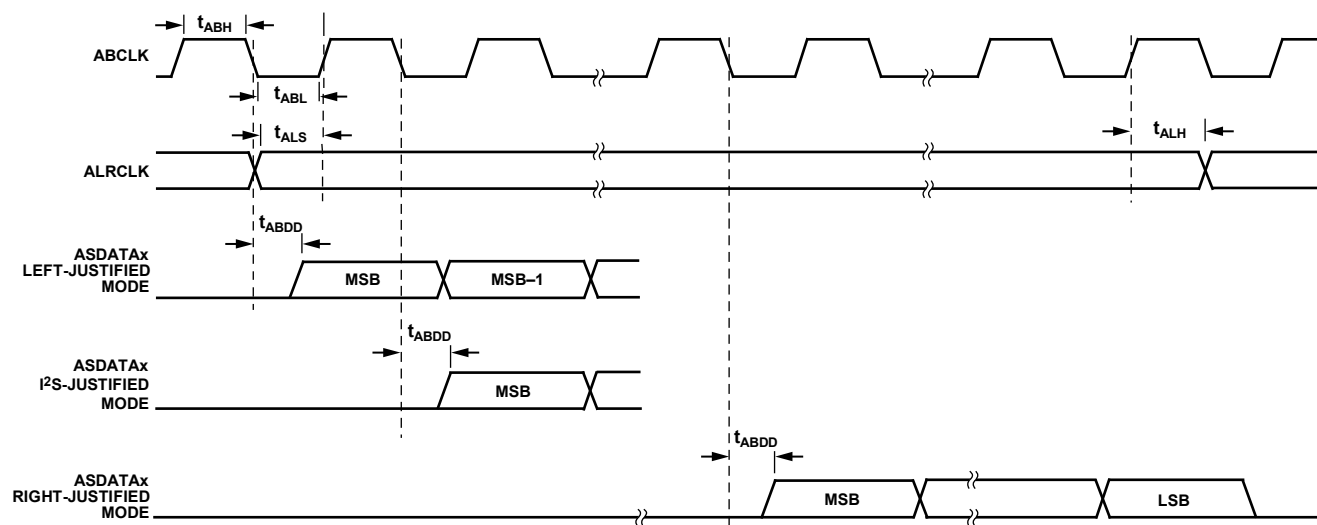 tABH
ABCLK
tABL
tALS
tALH
ALRCLK
tABDD
ASDATAx
LEFT-JUSTIFIED
MODE
MSB
MSB–1
tABDD
ASDATAx
I²S-JUSTIFIED
MODE
MSB
tABDD
ASDATAx
RIGHT-JUSTIFIED
MODE
MSB
LSB